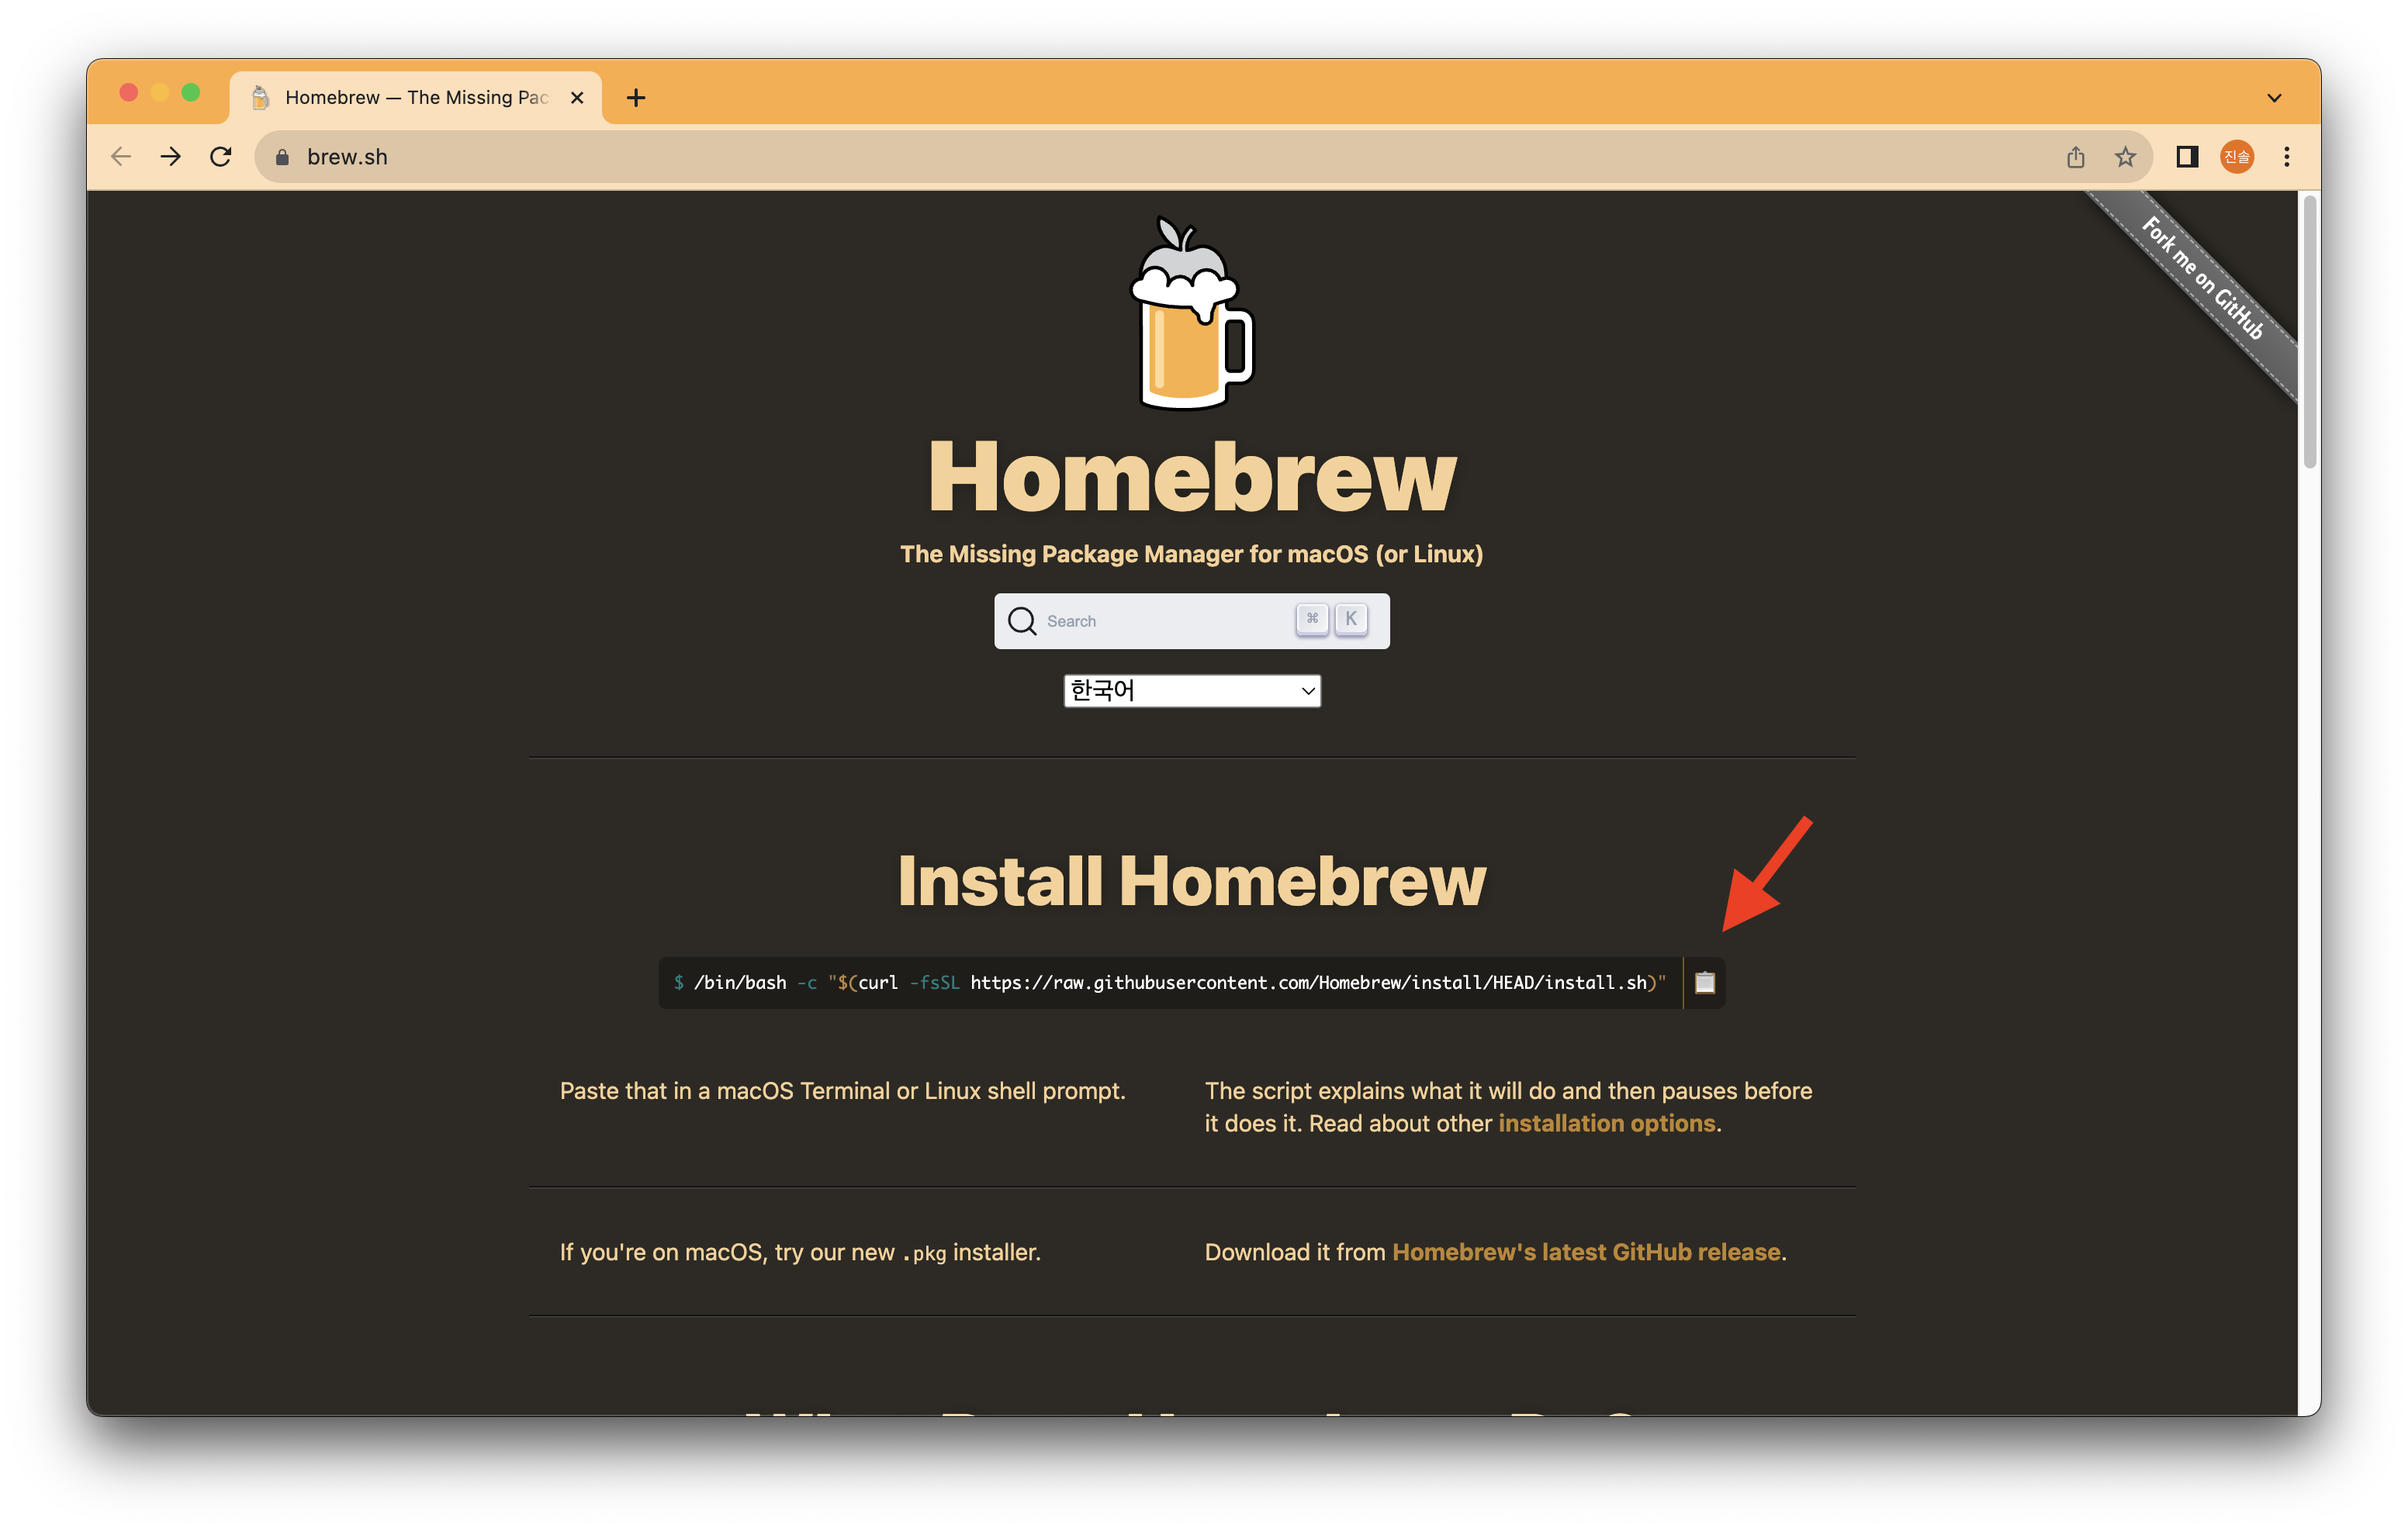 Homebrew — The Missing Pac
brew.sh
진솔
Fork me on GitHub
Homebrew
The Missing Package Manager for macOS (or Linux)
Search ⌘ K
한국어
Install Homebrew
$ /bin/bash -c "$(curl -fsSL https://raw.githubusercontent.com/Homebrew/install/HEAD/install.sh)"
Paste that in a macOS Terminal or Linux shell prompt.
The script explains what it will do and then pauses before
it does it. Read about other installation options.
If you're on macOS, try our new .pkg installer.
Download it from Homebrew's latest GitHub release.